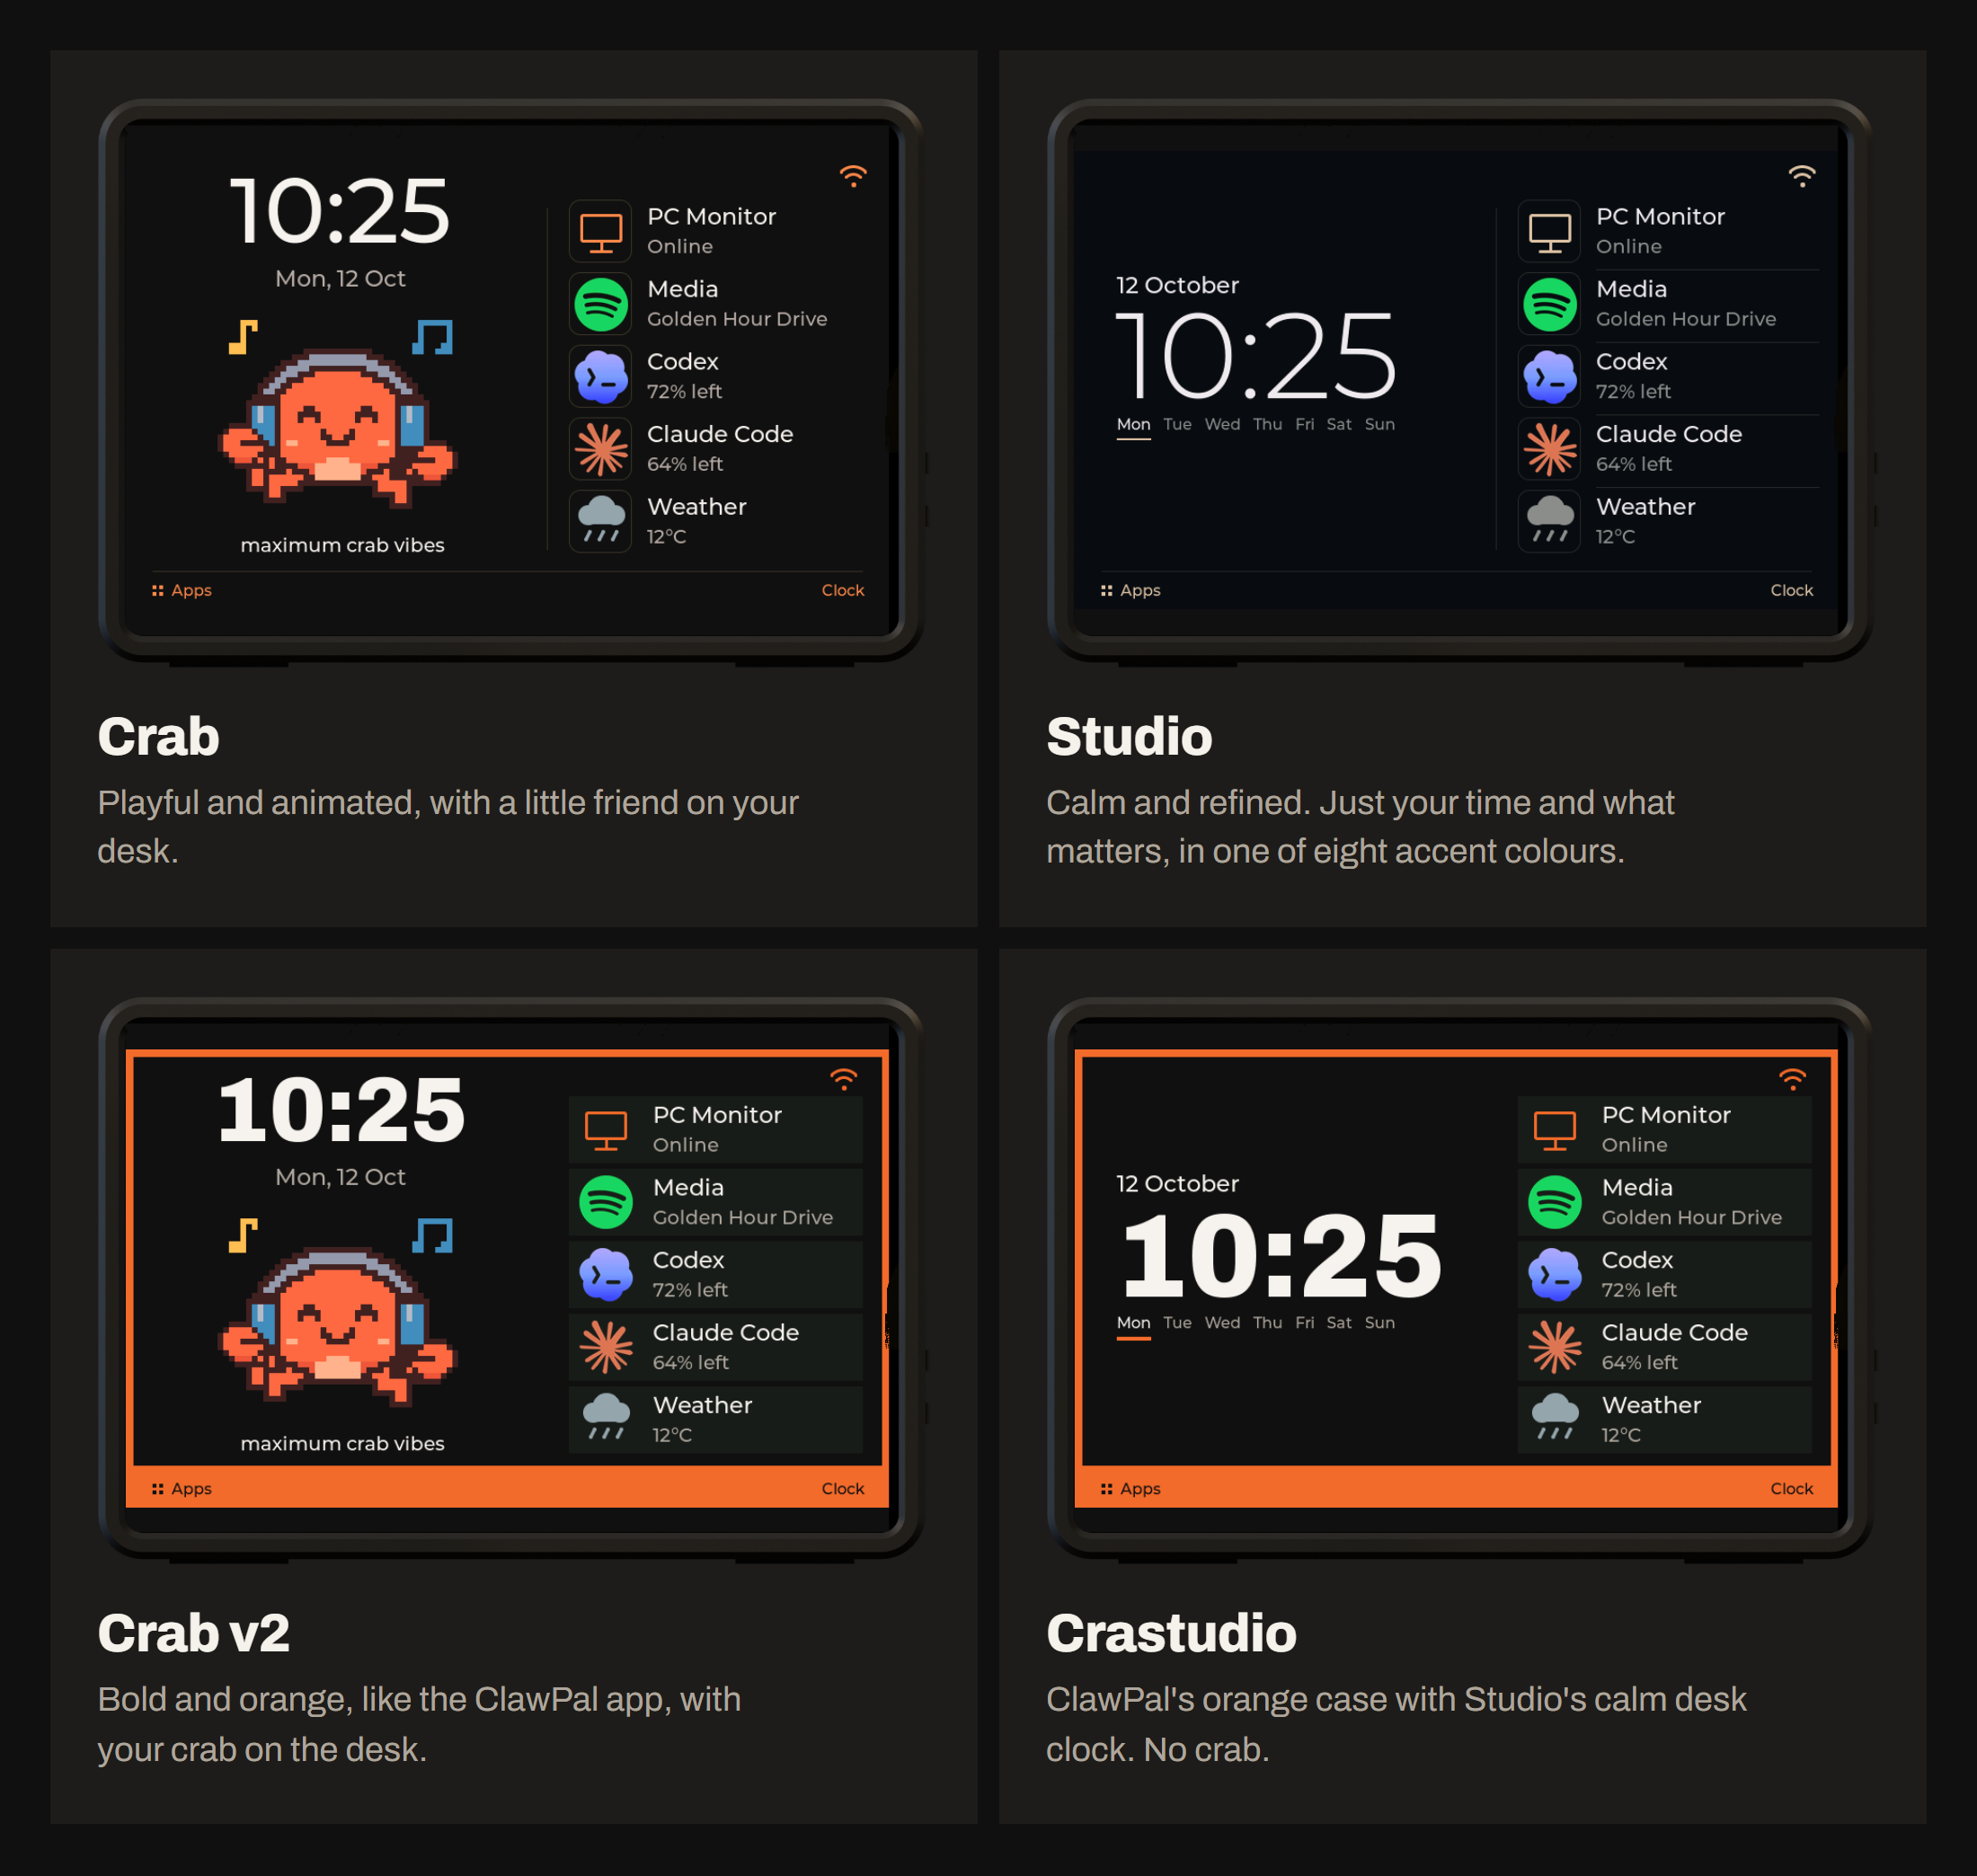 10:25
Mon, 12 Oct
maximum crab vibes
PC Monitor
Online
Media
Golden Hour Drive
Codex
72% left
Claude Code
64% left
Weather
12°C
Apps
Clock
Crab
Playful and animated, with a little friend on your
desk.
12 October
10:25
Mon Tue Wed Thu Fri Sat Sun
PC Monitor
Online
Media
Golden Hour Drive
Codex
72% left
Claude Code
64% left
Weather
12°C
Apps
Clock
Studio
Calm and refined. Just your time and what
matters, in one of eight accent colours.
10:25
Mon, 12 Oct
maximum crab vibes
PC Monitor
Online
Media
Golden Hour Drive
Codex
72% left
Claude Code
64% left
Weather
12°C
Apps
Clock
Crab v2
Bold and orange, like the ClawPal app, with
your crab on the desk.
12 October
10:25
Mon Tue Wed Thu Fri Sat Sun
PC Monitor
Online
Media
Golden Hour Drive
Codex
72% left
Claude Code
64% left
Weather
12°C
Apps
Clock
Crastudio
ClawPal's orange case with Studio's calm desk
clock. No crab.